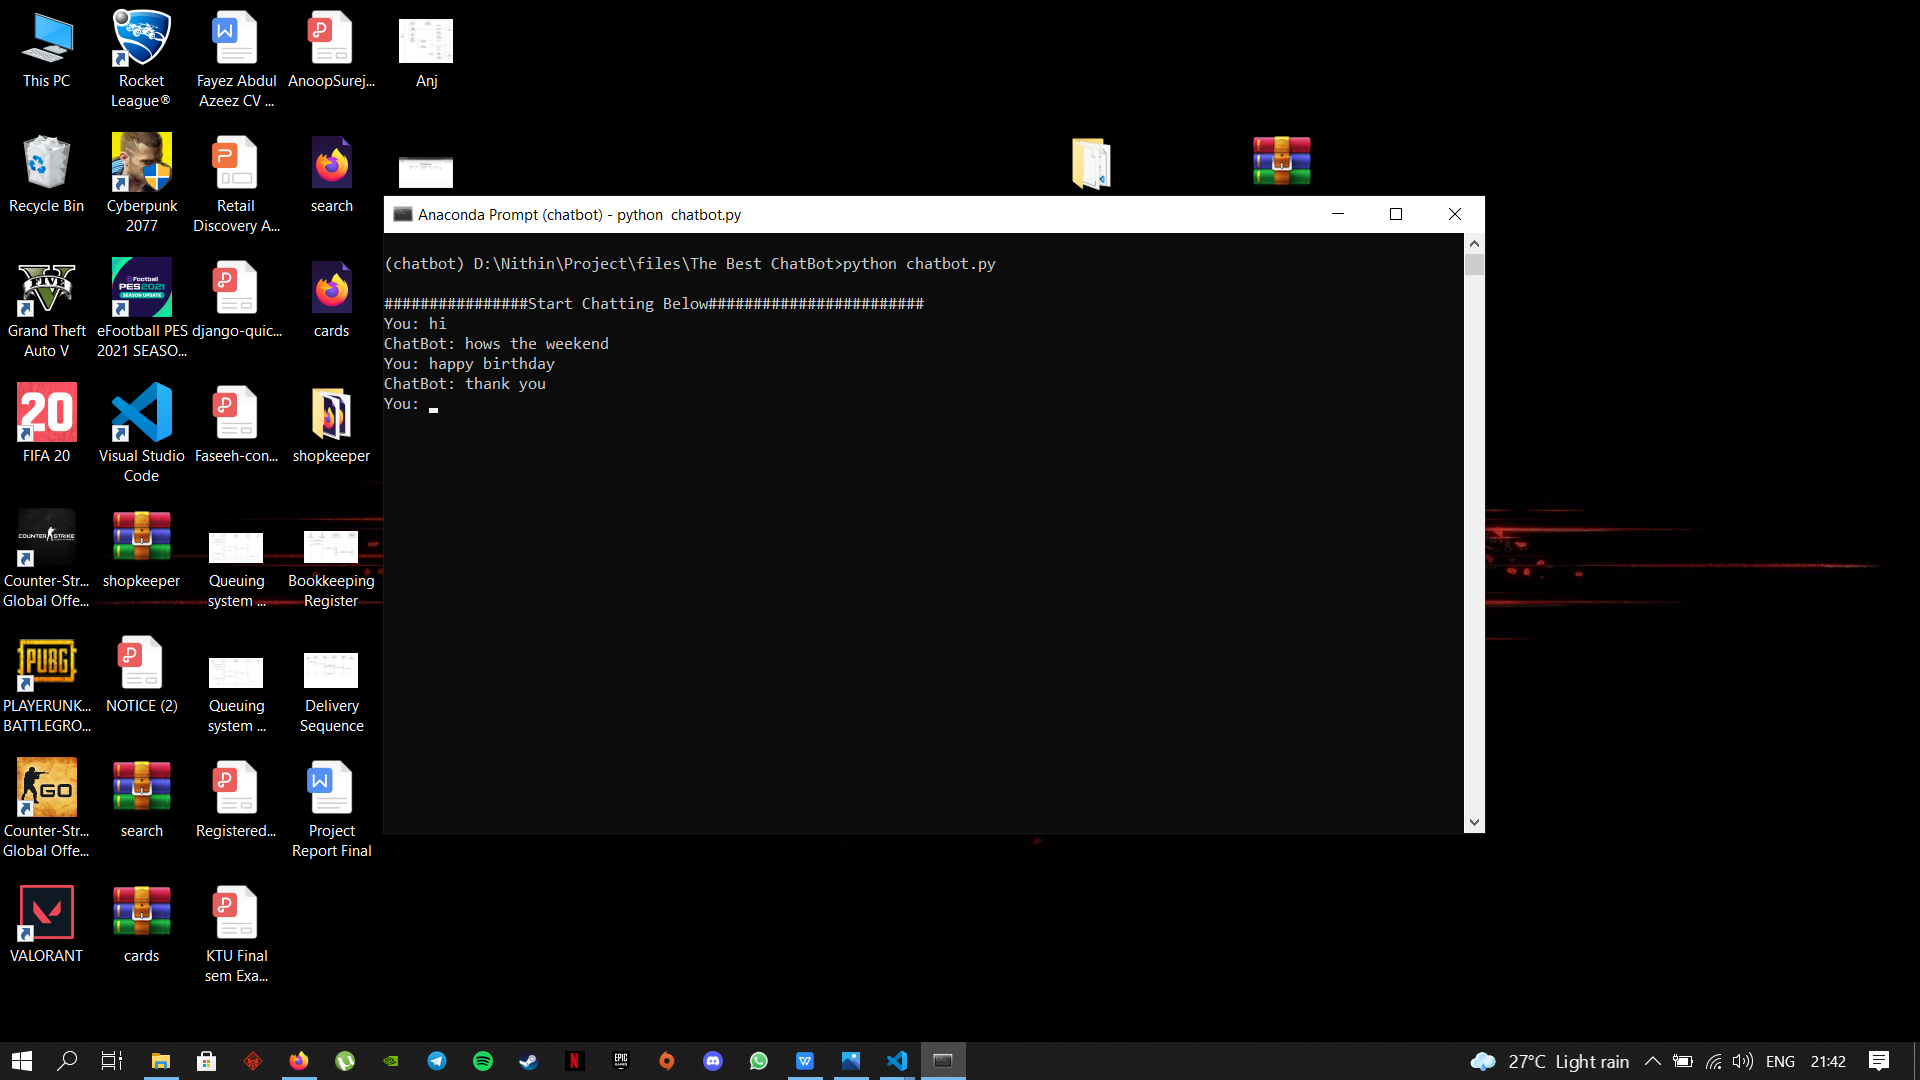 This PC
Rocket
League®
Fayez Abdul
Azeez CV ...
AnoopSurej...
Anj
Recycle Bin
Cyberpunk
2077
Retail
Discovery A...
search
Grand Theft
Auto V
eFootball PES
2021 SEASO...
django-quic...
cards
FIFA 20
Visual Studio
Code
Faseeh-con...
shopkeeper
Counter-Str...
Global Offe...
shopkeeper
Queuing
system ...
Bookkeeping
Register
PLAYERUNK...
BATTLEGRO...
NOTICE (2)
Queuing
system ...
Delivery
Sequence
Counter-Str...
Global Offe...
search
Registered...
Project
Report Final
VALORANT
cards
KTU Final
sem Exa...
Anaconda Prompt (chatbot) - python  chatbot.py
(chatbot) D:\Nithin\Project\files\The Best ChatBot>python chatbot.py
################Start Chatting Below########################
You: hi
ChatBot: hows the weekend
You: happy birthday
ChatBot: thank you
You:
27°C Light rain
ENG
21:42